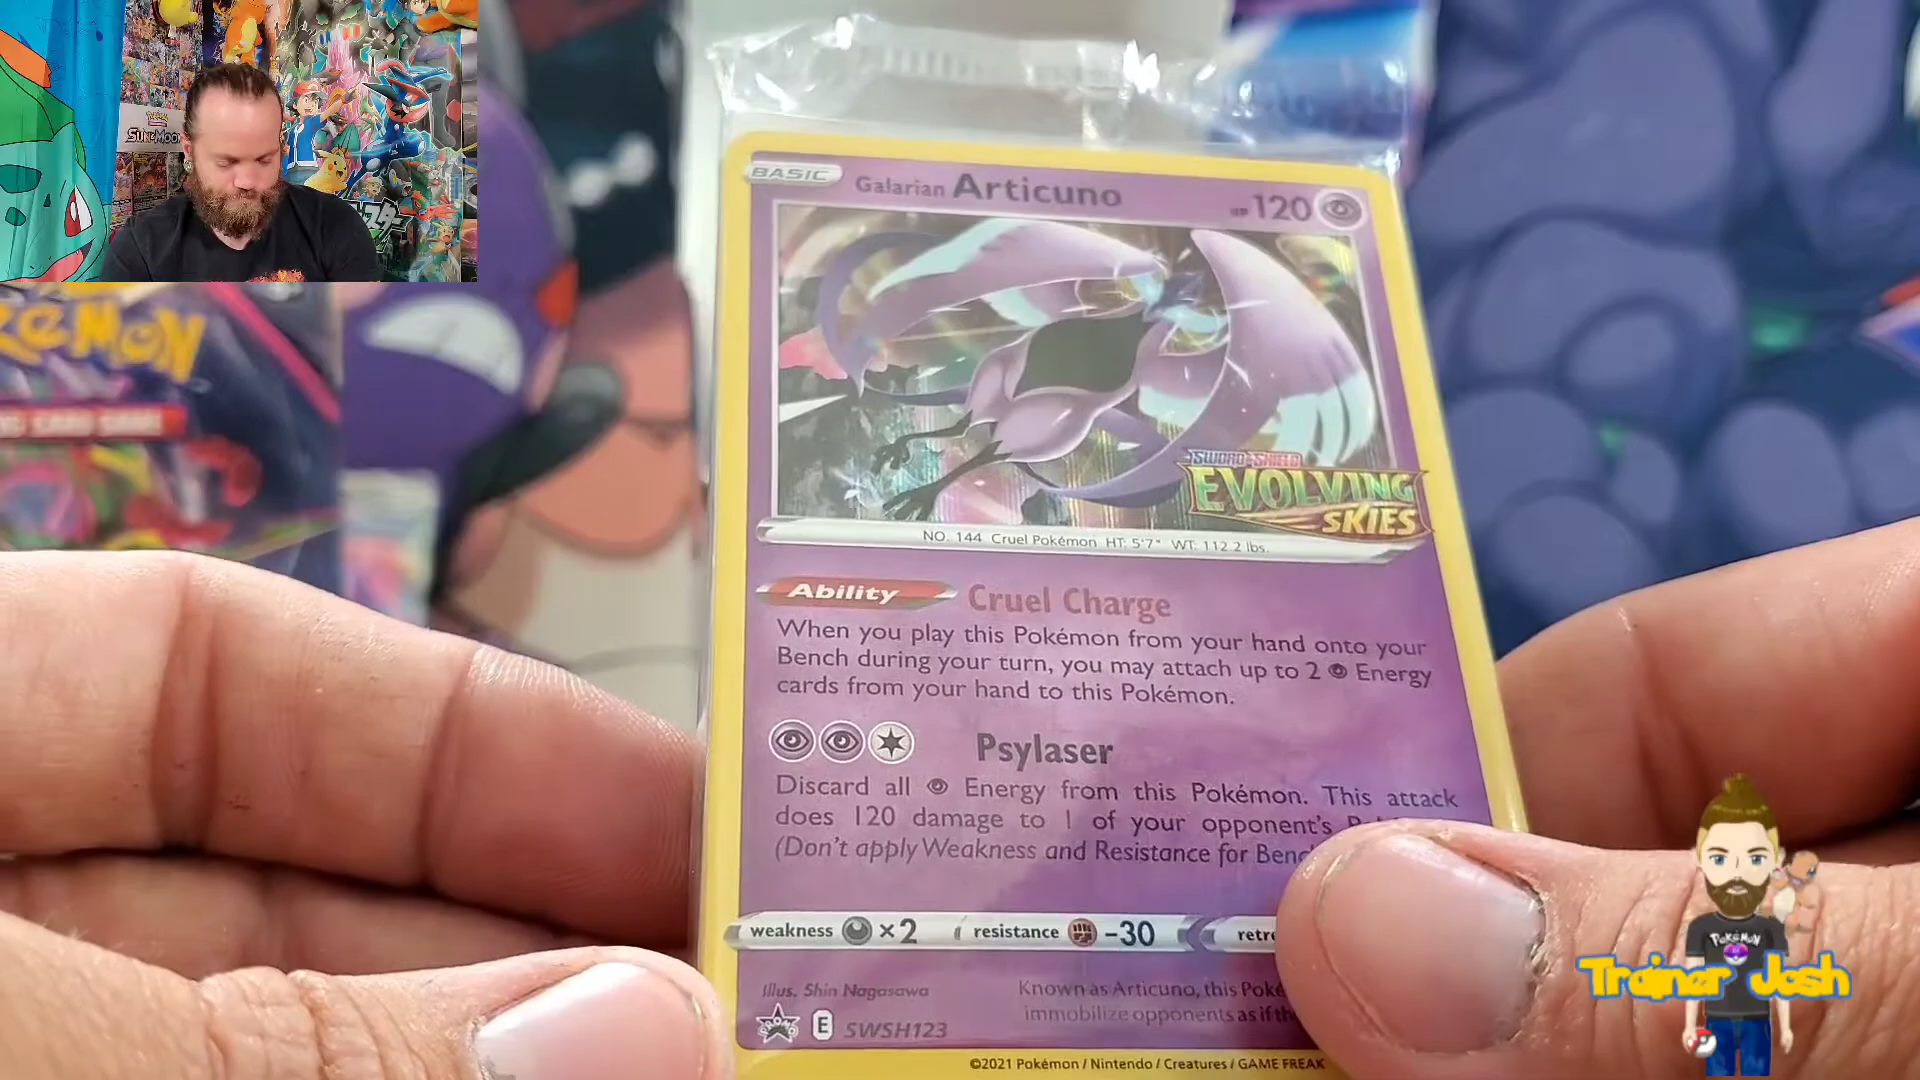 POKÉMON
SUN & MOON
BASIC Galarian Articuno HP 120
SWORD & SHIELD
EVOLVING
SKIES
NO. 144 Cruel Pokémon HT: 5'7" WT: 112.2 lbs.
Ability Cruel Charge
When you play this Pokémon from your hand onto your
Bench during your turn, you may attach up to 2 Energy
cards from your hand to this Pokémon.
Psylaser
Discard all Energy from this Pokémon. This attack
does 120 damage to 1 of your opponent's
(Don't apply Weakness and Resistance for
weakness ×2 resistance -30 retre
Illus. Shin Nagasawa Known as Articuno, this Poké
immobilize opponents as if
PROMO E SWSH123
©2021 Pokémon / Nintendo / Creatures / GAME FREAK
POKéMON
Trainer Josh